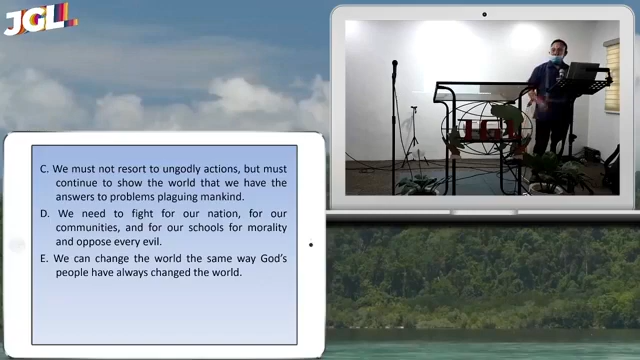 JGL
C. We must not resort to ungodly actions, but must
continue to show the world that we have the
answers to problems plaguing mankind.
D. We need to fight for our nation, for our
communities, and for our schools for morality
and oppose every evil.
E. We can change the world the same way God's
people have always changed the world.
JGL